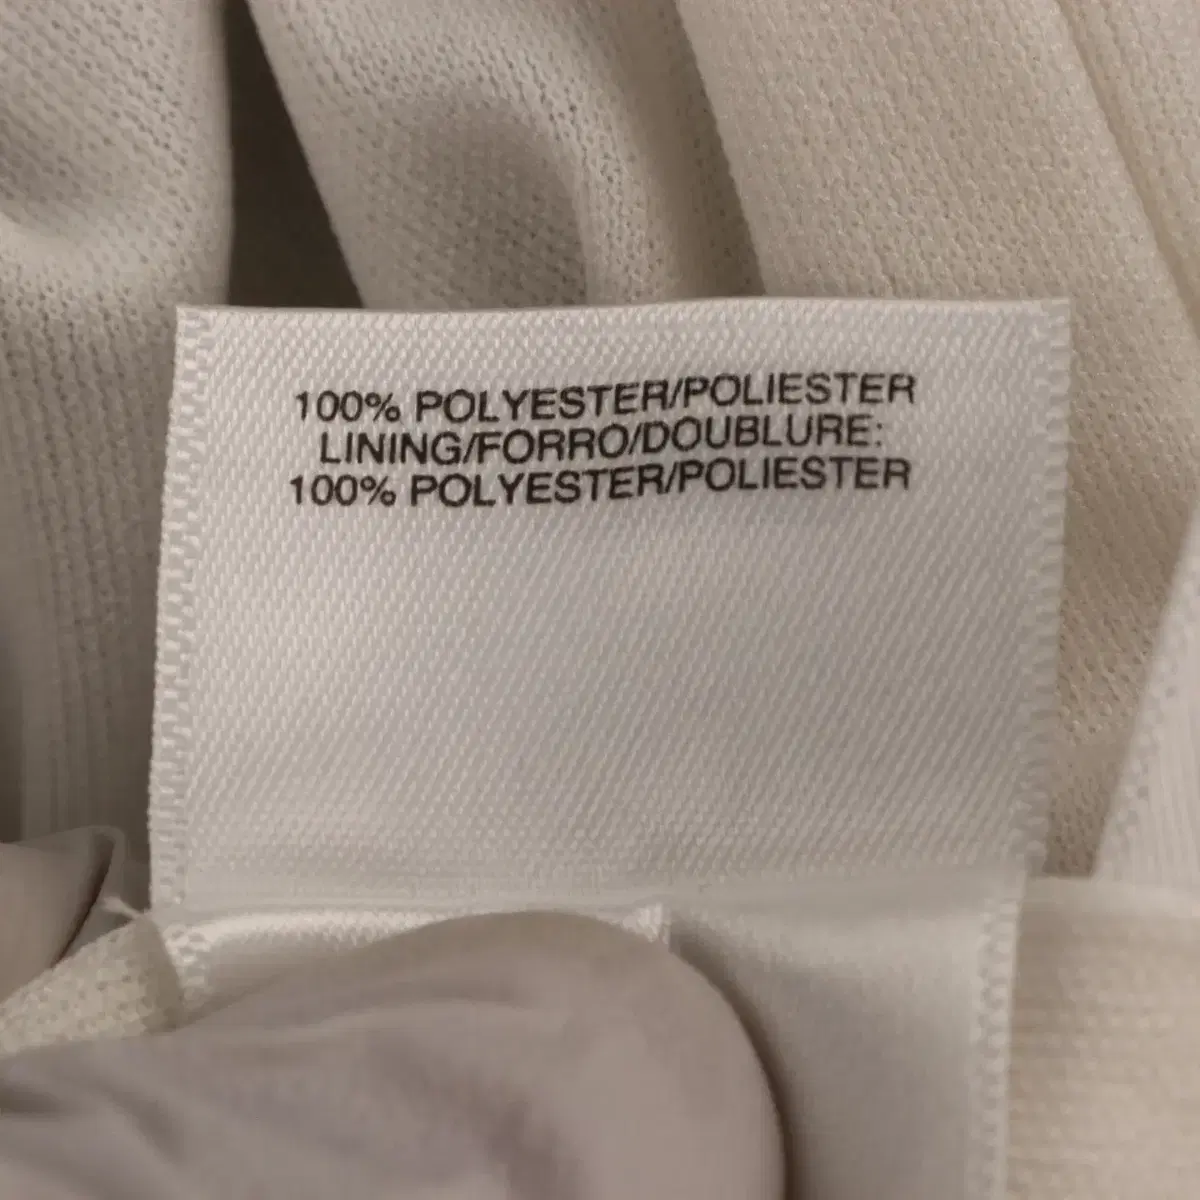 100% POLYESTER/POLIESTER
LINING/FORRO/DOUBLURE:
100% POLYESTER/POLIESTER